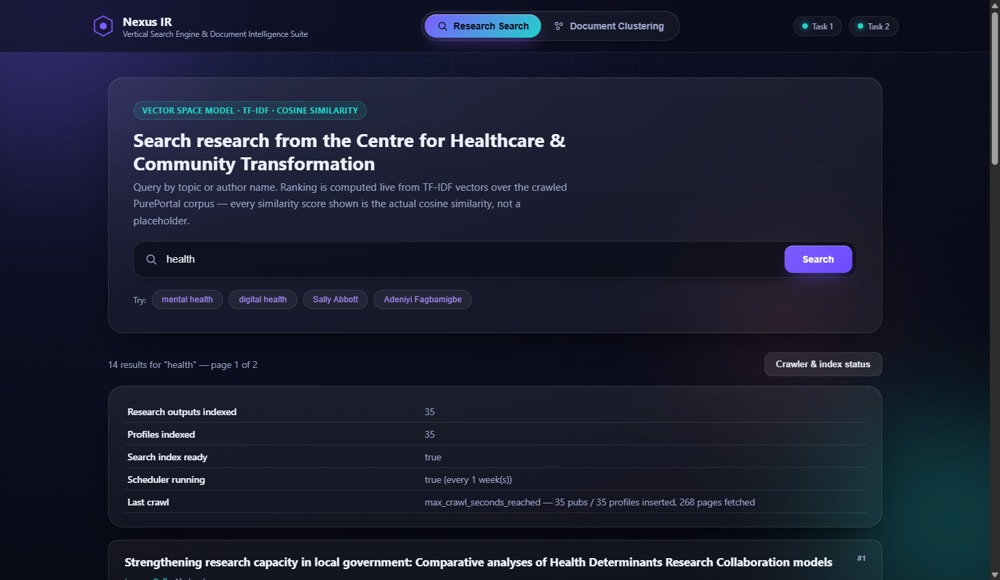 Nexus IR
Vertical Search Engine & Document Intelligence Suite
Research Search
Document Clustering
Task 1
Task 2
VECTOR SPACE MODEL · TF-IDF · COSINE SIMILARITY
Search research from the Centre for Healthcare &
Community Transformation
Query by topic or author name. Ranking is computed live from TF-IDF vectors over the crawled
PurePortal corpus — every similarity score shown is the actual cosine similarity, not a
placeholder.
health
Search
Try:
mental health
digital health
Sally Abbott
Adeniyi Fagbamigbe
14 results for "health" — page 1 of 2
Crawler & index status
Research outputs indexed 35
Profiles indexed 35
Search index ready true
Scheduler running true (every 1 week(s))
Last crawl max_crawl_seconds_reached — 35 pubs / 35 profiles inserted, 268 pages fetched
Strengthening research capacity in local government: Comparative analyses of Health Determinants Research Collaboration models
#1